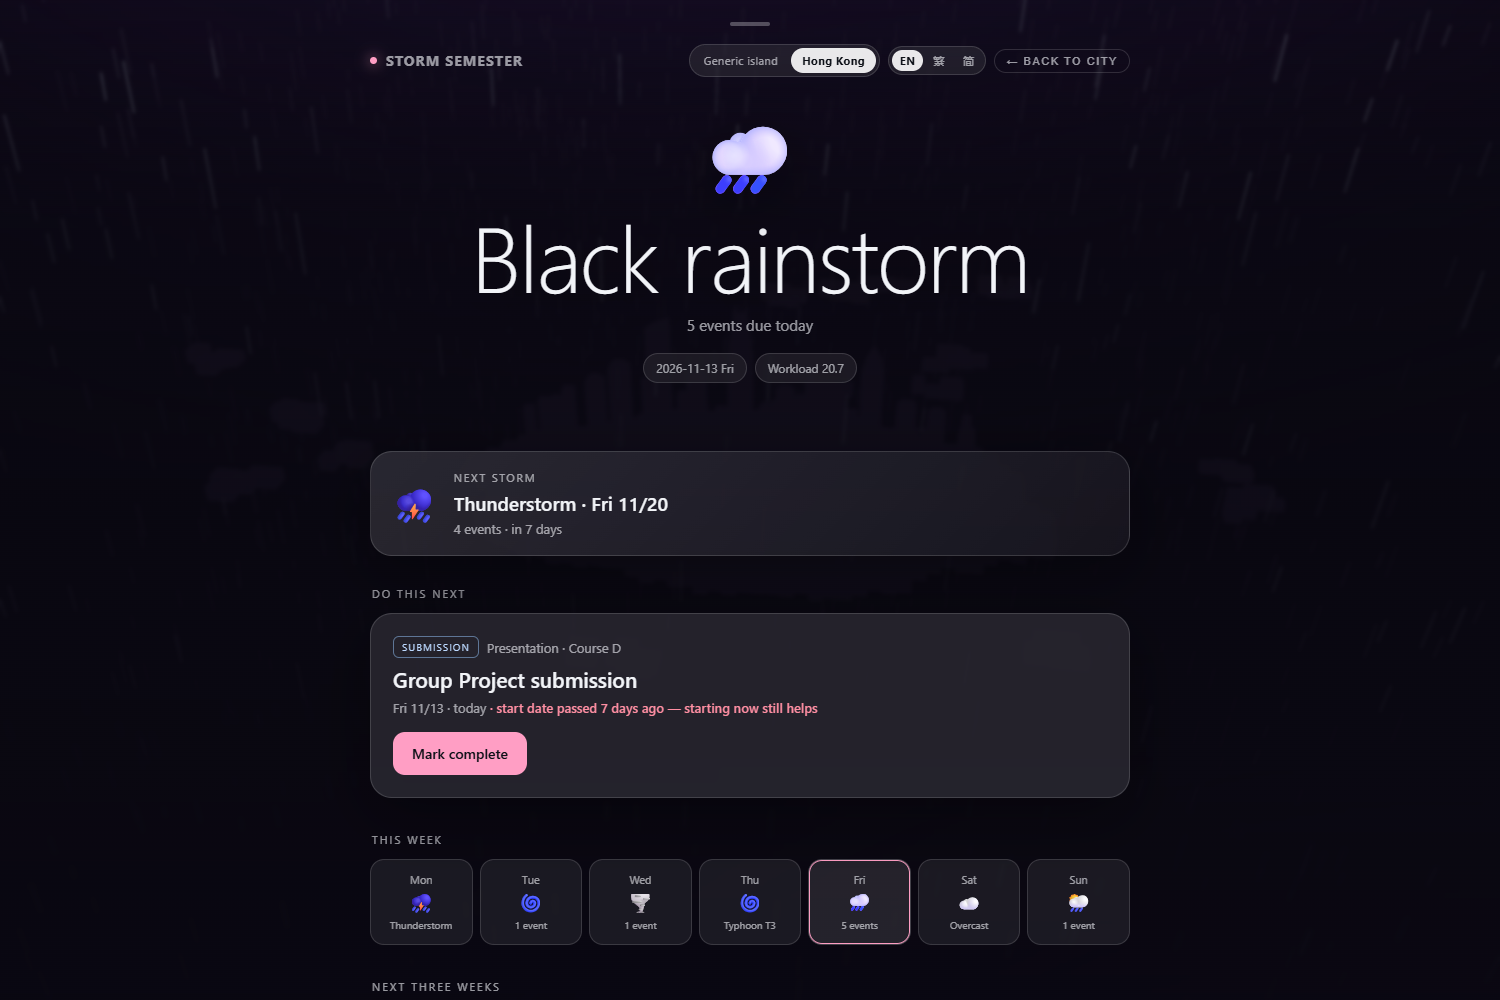 STORM SEMESTER
Generic island
Hong Kong
EN
繁
简
← BACK TO CITY
Black rainstorm
5 events due today
2026-11-13 Fri
Workload 20.7
NEXT STORM
Thunderstorm · Fri 11/20
4 events · in 7 days
DO THIS NEXT
SUBMISSION Presentation · Course D
Group Project submission
Fri 11/13 · today · start date passed 7 days ago — starting now still helps
Mark complete
THIS WEEK
Mon
Thunderstorm
Tue
1 event
Wed
1 event
Thu
Typhoon T3
Fri
5 events
Sat
Overcast
Sun
1 event
NEXT THREE WEEKS